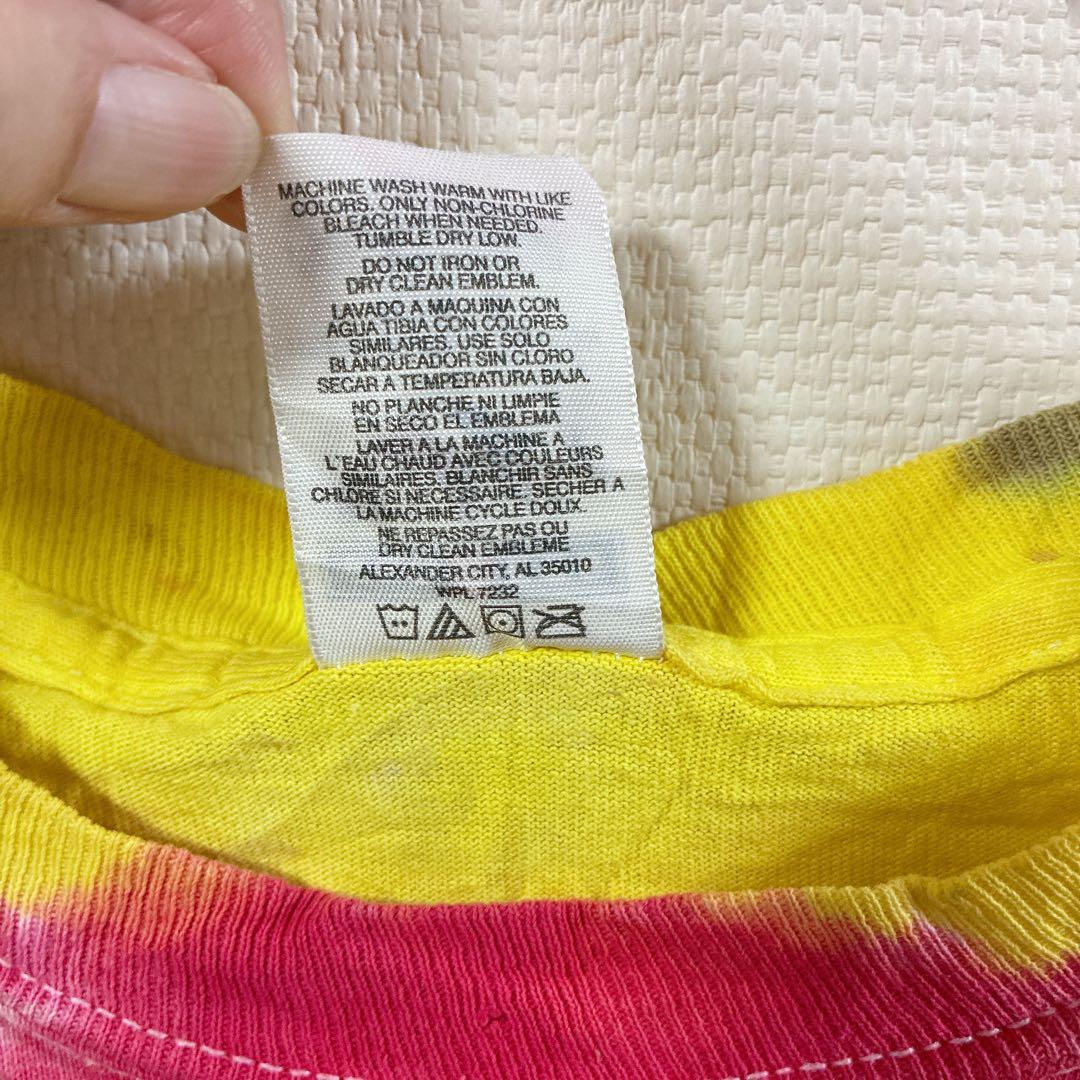 MACHINE WASH WARM WITH LIKE
COLORS. ONLY NON-CHLORINE
BLEACH WHEN NEEDED.
TUMBLE DRY LOW.
DO NOT IRON OR
DRY CLEAN EMBLEM.
LAVADO A MAQUINA CON
AGUA TIBIA CON COLORES
SIMILARES. USE SOLO
BLANQUEADOR SIN CLORO
SECAR A TEMPERATURA BAJA.
NO PLANCHE NI LIMPIE
EN SECO EL EMBLEMA
LAVER A LA MACHINE A
L'EAU CHAUD AVEC COULEURS
SIMILAIRES. BLANCHIR SANS
CHLORE SI NECESSAIRE. SECHER A
LA MACHINE CYCLE DOUX.
NE REPASSEZ PAS OU
DRY CLEAN EMBLEME
ALEXANDER CITY, AL 35010
WPL 7232